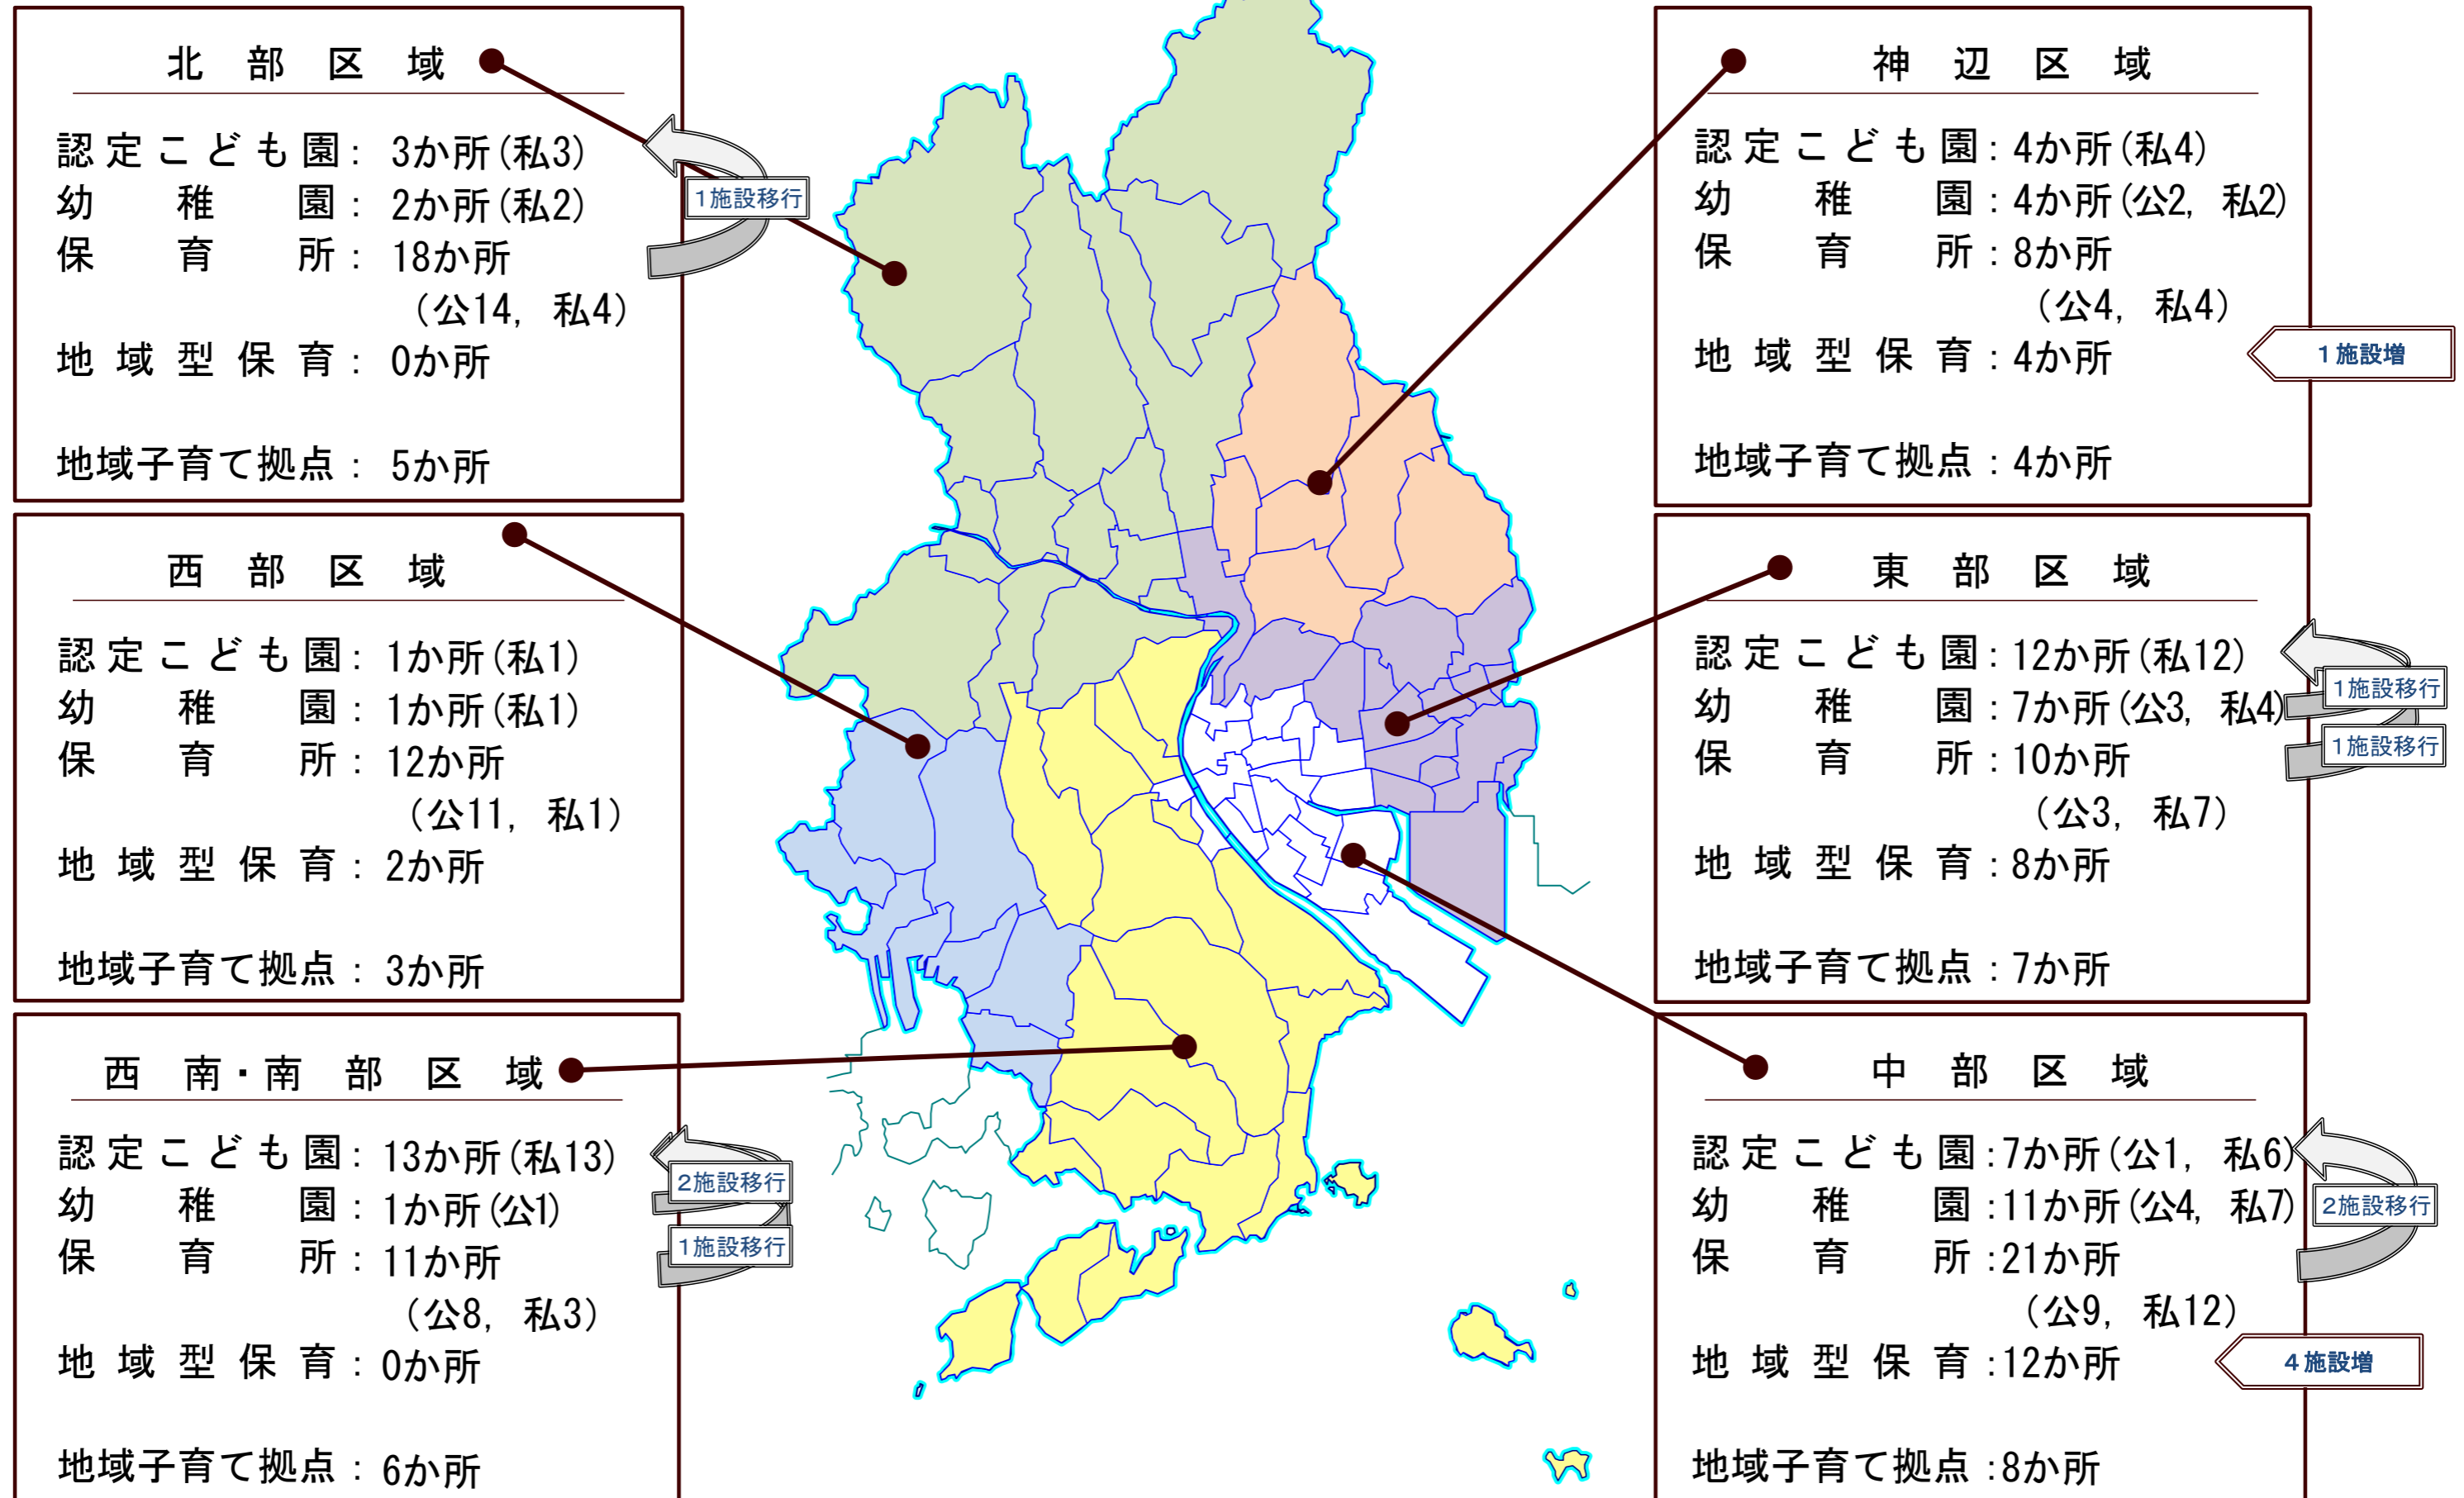 北部区域
認定こども園： 3か所(私3)
幼稚園： 2か所(私2)
保育所： 18か所
(公14, 私4)
地域型保育： 0か所
地域子育て拠点： 5か所
1施設移行
西部区域
認定こども園： 1か所(私1)
幼稚園： 1か所(私1)
保育所： 12か所
(公11, 私1)
地域型保育： 2か所
地域子育て拠点： 3か所
西南・南部区域
認定こども園： 13か所(私13)
幼稚園： 1か所(公1)
保育所： 11か所
(公8, 私3)
地域型保育： 0か所
地域子育て拠点： 6か所
2施設移行
1施設移行
神辺区域
認定こども園：4か所(私4)
幼稚園：4か所(公2, 私2)
保育所：8か所
(公4, 私4)
地域型保育：4か所
1施設増
地域子育て拠点：4か所
東部区域
認定こども園：12か所(私12)
幼稚園：7か所(公3, 私4)
保育所：10か所
(公3, 私7)
地域型保育：8か所
地域子育て拠点：7か所
1施設移行
1施設移行
中部区域
認定こども園：7か所(公1, 私6)
幼稚園：11か所(公4, 私7)
保育所：21か所
(公9, 私12)
地域型保育：12か所
地域子育て拠点：8か所
2施設移行
4施設増